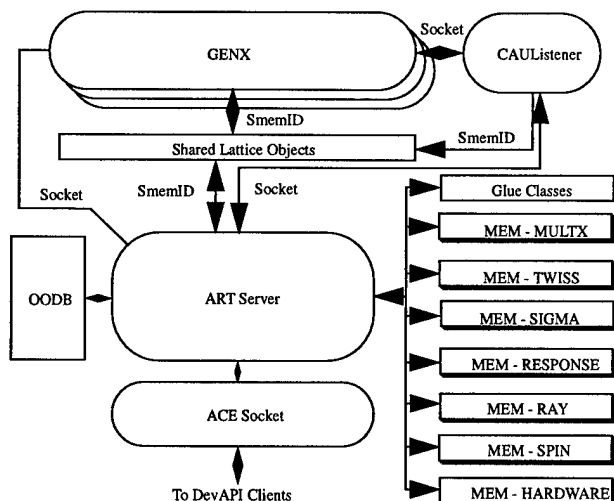 Socket
GENX
CAUListener
SmemID
SmemID
Shared Lattice Objects
SmemID
Socket
Socket
Glue Classes
MEM - MULTX
OODB
ART Server
MEM - TWISS
MEM - SIGMA
MEM - RESPONSE
ACE Socket
MEM - RAY
MEM - SPIN
To DevAPI Clients
MEM - HARDWARE